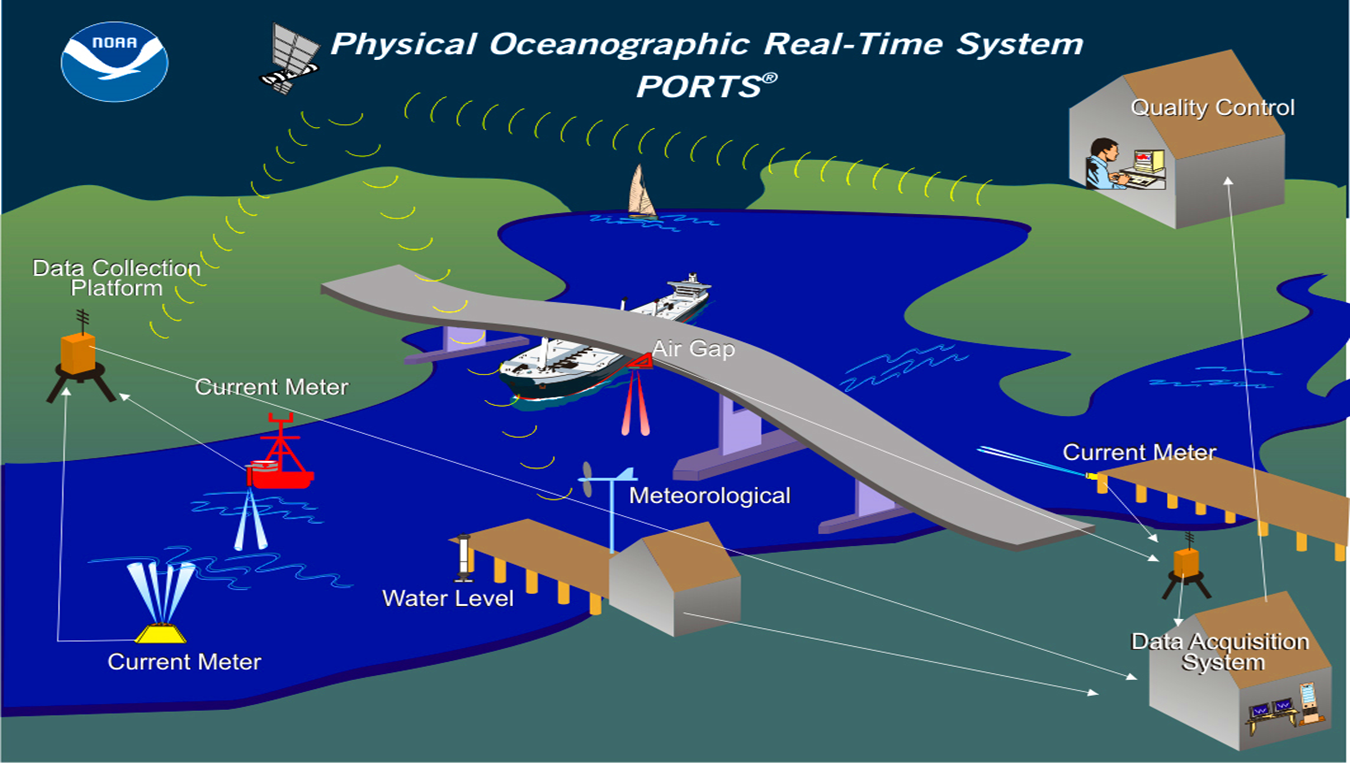 NOAA
Physical Oceanographic Real-Time System
PORTS®
Quality Control
Data Collection
Platform
Air Gap
Current Meter
Current Meter
Meteorological
Water Level
Data Acquisition
System
Current Meter